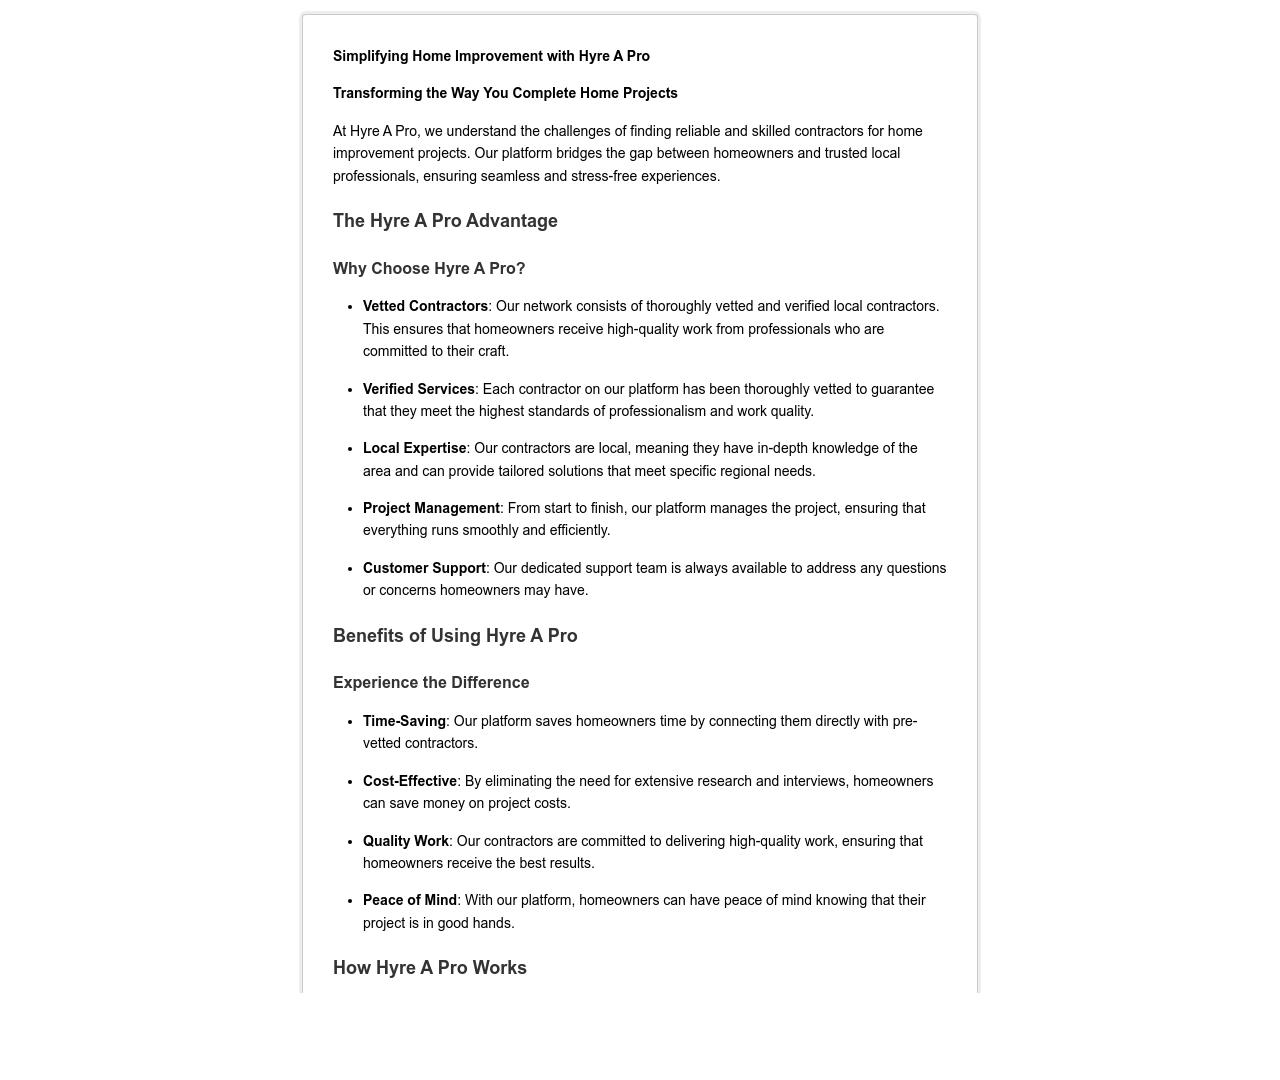 Simplifying Home Improvement with Hyre A Pro
Transforming the Way You Complete Home Projects
At Hyre A Pro, we understand the challenges of finding reliable and skilled contractors for home
improvement projects. Our platform bridges the gap between homeowners and trusted local
professionals, ensuring seamless and stress-free experiences.
The Hyre A Pro Advantage
Why Choose Hyre A Pro?
• Vetted Contractors: Our network consists of thoroughly vetted and verified local contractors.
This ensures that homeowners receive high-quality work from professionals who are
committed to their craft.
• Verified Services: Each contractor on our platform has been thoroughly vetted to guarantee
that they meet the highest standards of professionalism and work quality.
• Local Expertise: Our contractors are local, meaning they have in-depth knowledge of the
area and can provide tailored solutions that meet specific regional needs.
• Project Management: From start to finish, our platform manages the project, ensuring that
everything runs smoothly and efficiently.
• Customer Support: Our dedicated support team is always available to address any questions
or concerns homeowners may have.
Benefits of Using Hyre A Pro
Experience the Difference
• Time-Saving: Our platform saves homeowners time by connecting them directly with pre-
vetted contractors.
• Cost-Effective: By eliminating the need for extensive research and interviews, homeowners
can save money on project costs.
• Quality Work: Our contractors are committed to delivering high-quality work, ensuring that
homeowners receive the best results.
• Peace of Mind: With our platform, homeowners can have peace of mind knowing that their
project is in good hands.
How Hyre A Pro Works